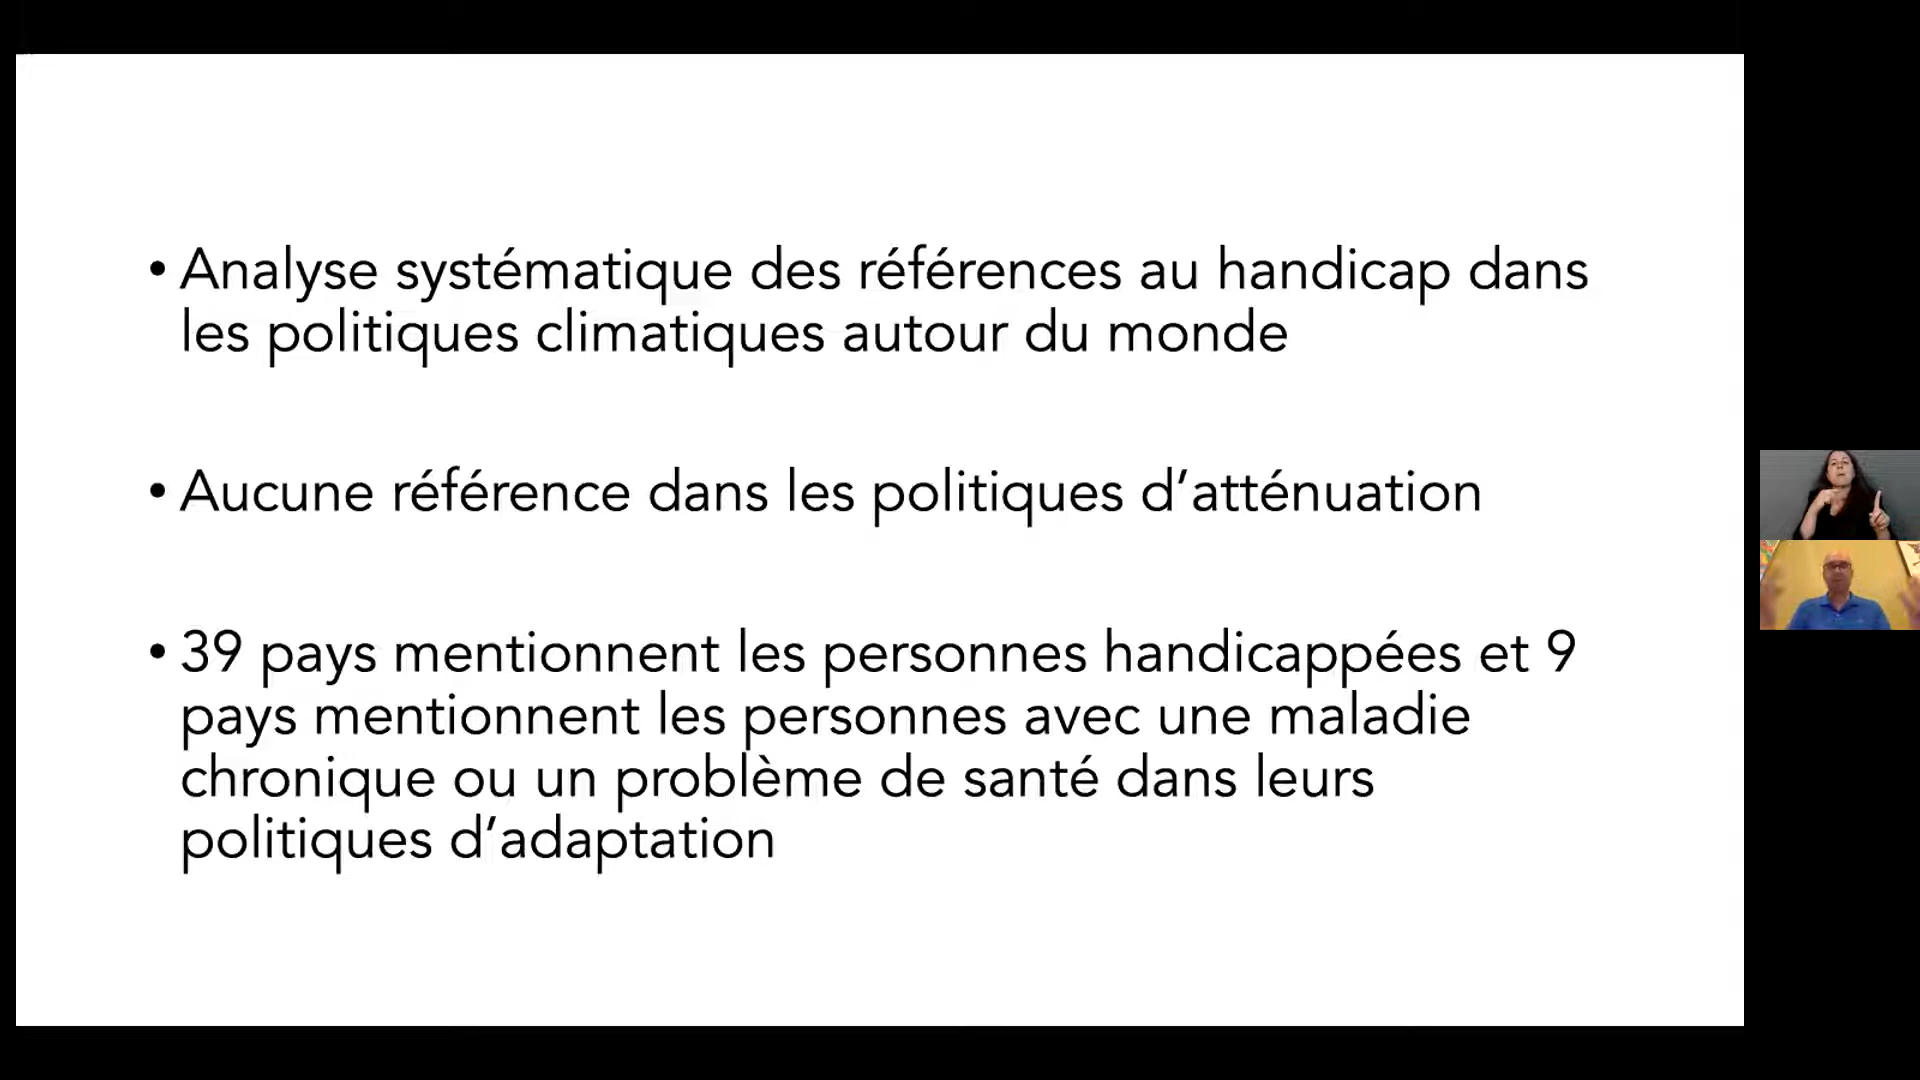 • Analyse systématique des références au handicap dans
les politiques climatiques autour du monde
• Aucune référence dans les politiques d’atténuation
• 39 pays mentionnent les personnes handicappées et 9
pays mentionnent les personnes avec une maladie
chronique ou un problème de santé dans leurs
politiques d’adaptation